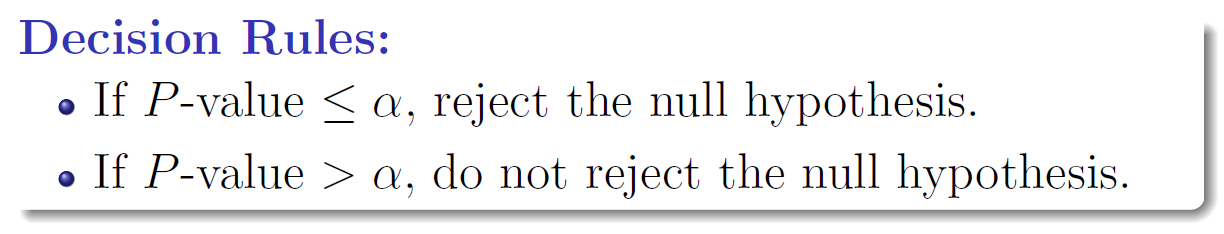 Decision Rules:
• If P-value ≤ α, reject the null hypothesis.
• If P-value > α, do not reject the null hypothesis.